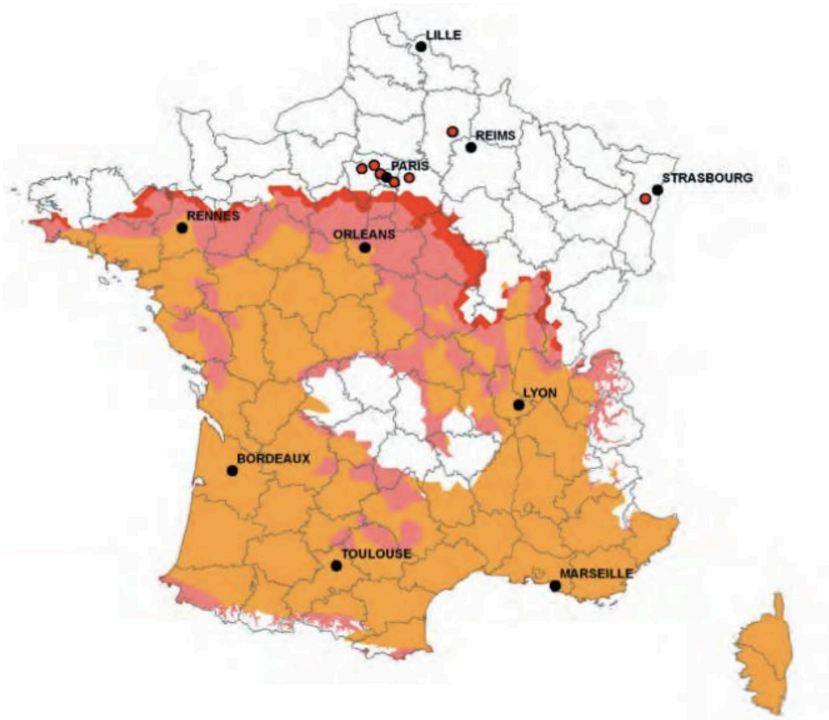 LILLE
REIMS
PARIS
STRASBOURG
RENNES
ORLEANS
LYON
BORDEAUX
TOULOUSE
MARSEILLE